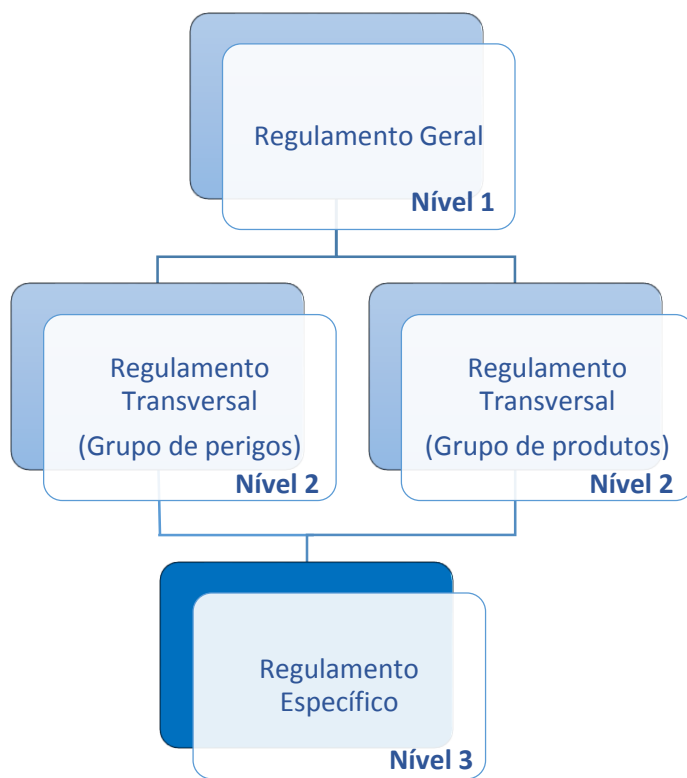 Regulamento Geral
Nível 1
Regulamento
Transversal
(Grupo de perigos)
Nível 2
Regulamento
Transversal
(Grupo de produtos)
Nível 2
Regulamento
Específico
Nível 3